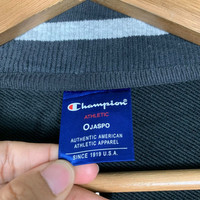 Champion
ATHLETIC
OJASPO
AUTHENTIC AMERICAN
ATHLETIC APPAREL
SINCE 1919 U.S.A.